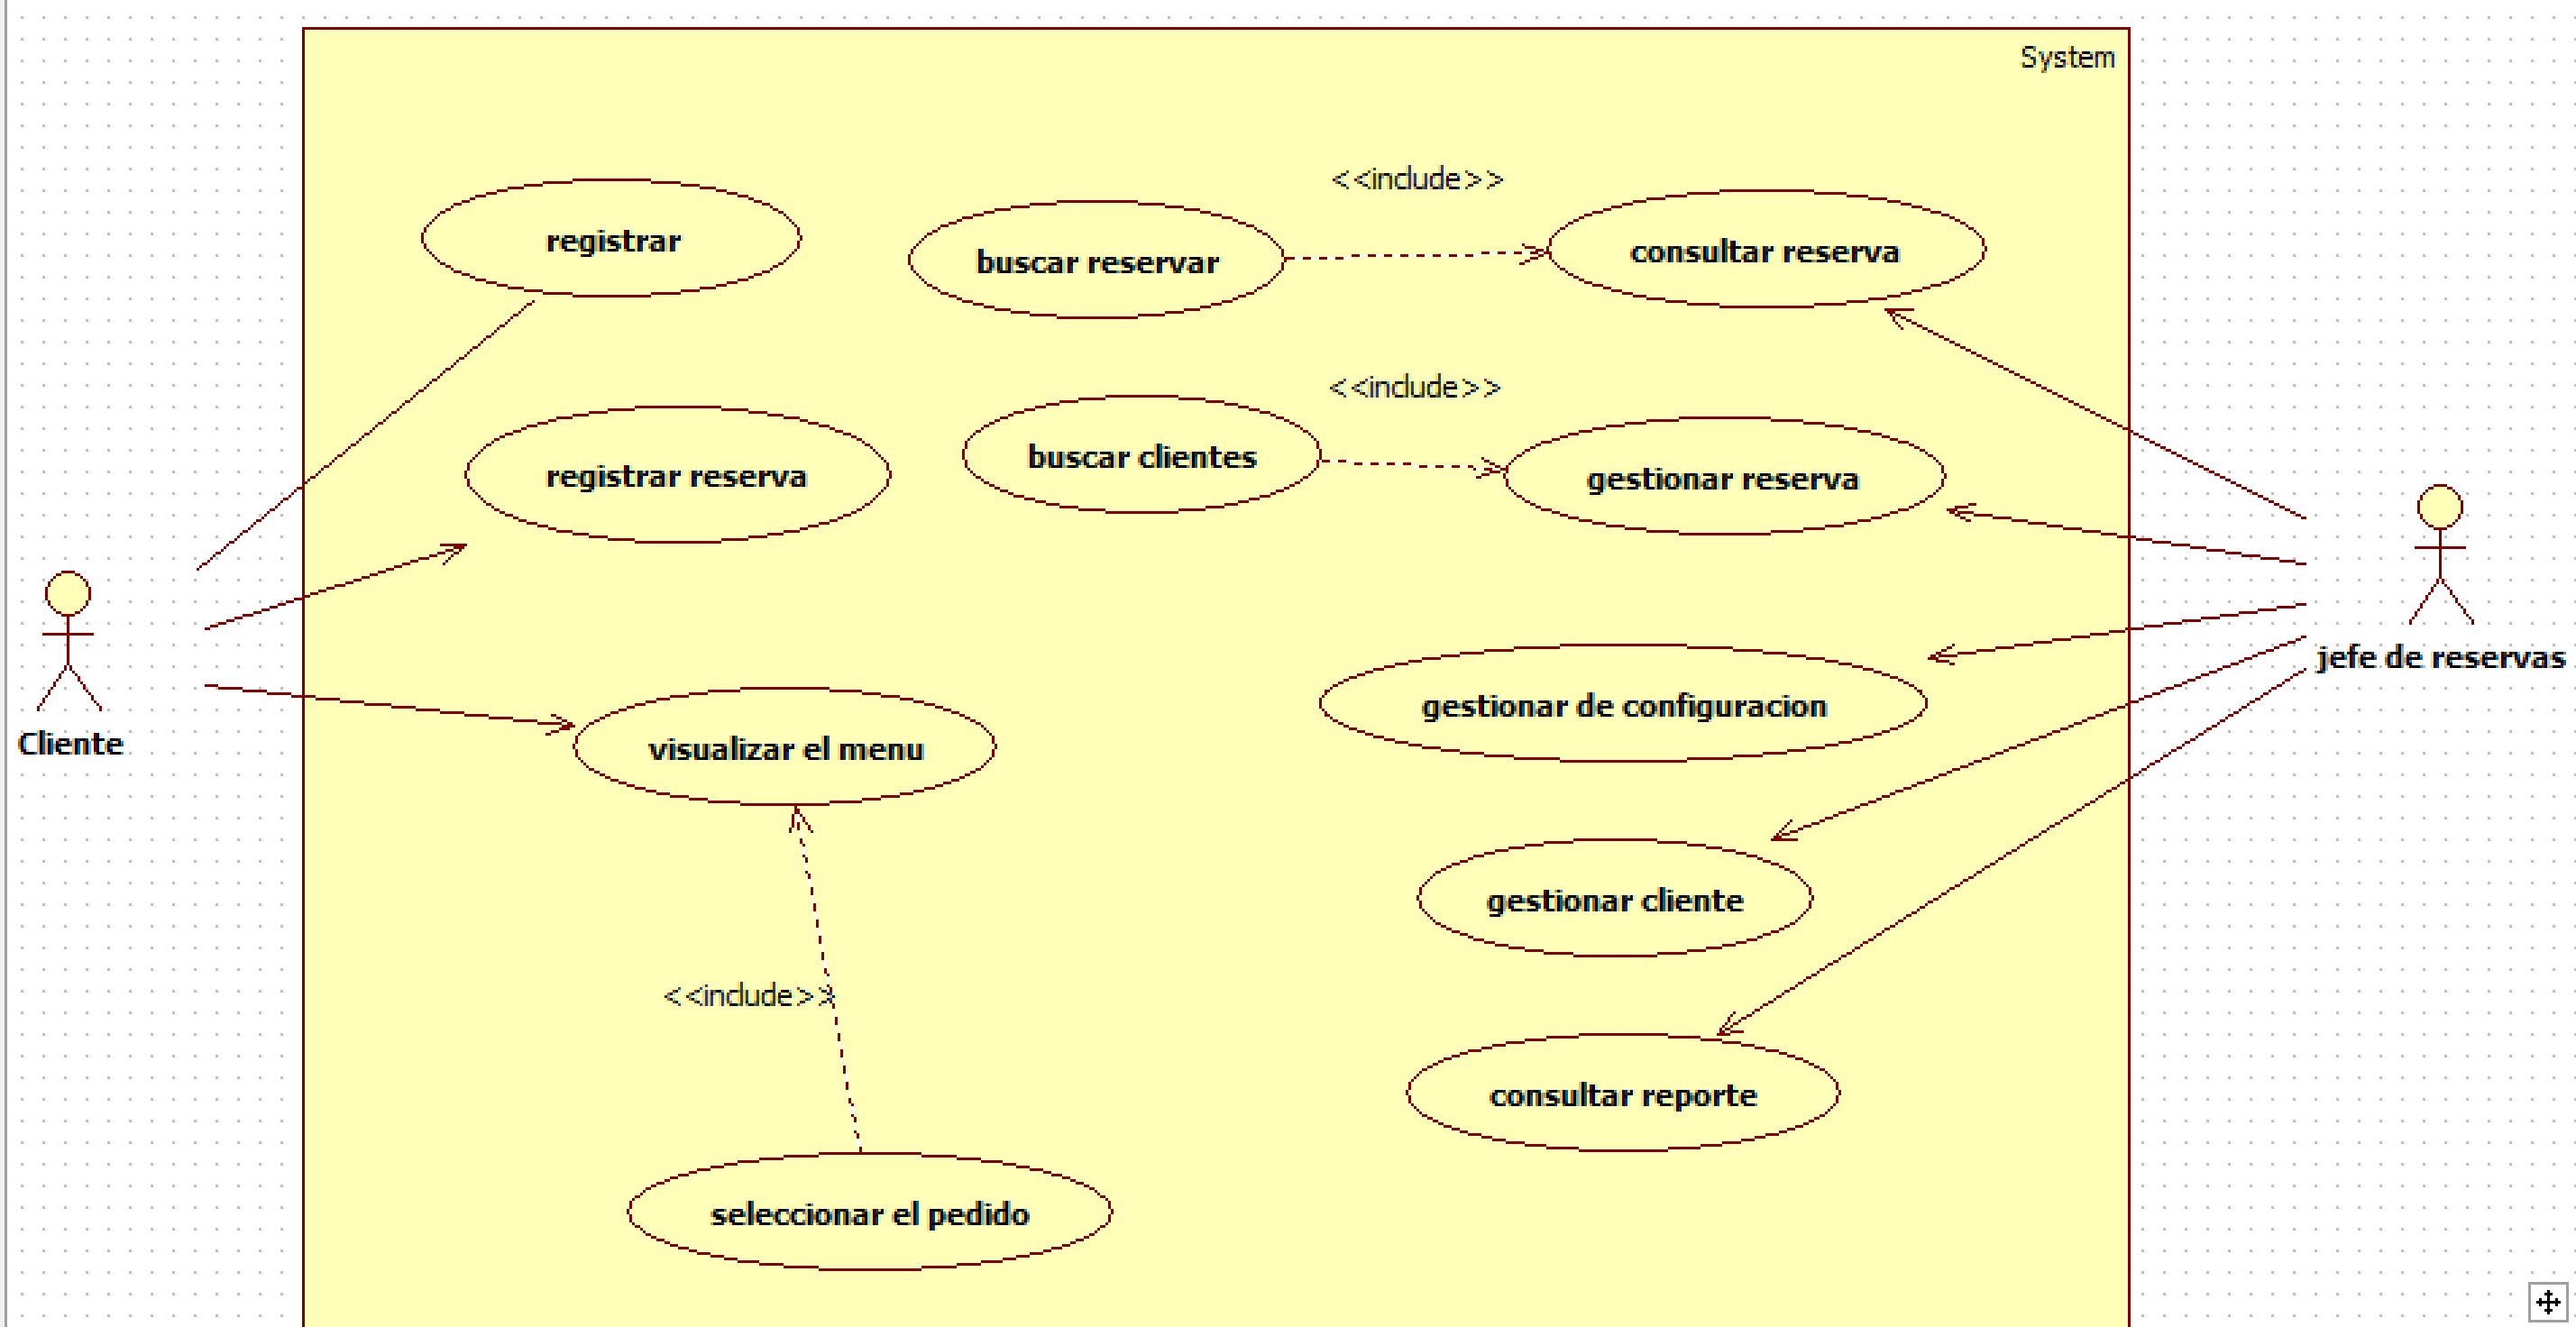 System
<<include>>
registrar
buscar reservar
consultar reserva
<<include>>
registrar reserva
buscar clientes
gestionar reserva
jefe de reservas
gestionar de configuracion
Cliente
visualizar el menu
gestionar cliente
<<include>>
consultar reporte
seleccionar el pedido